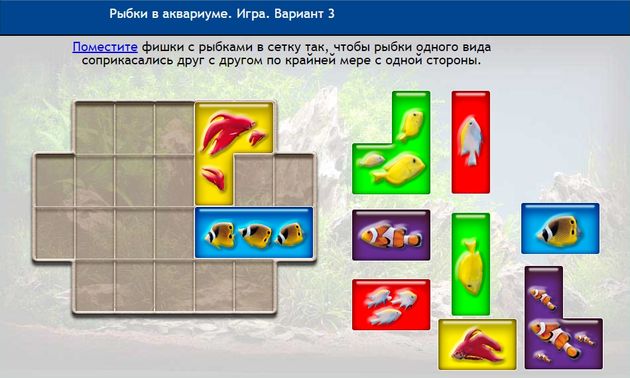 Рыбки в аквариуме. Игра. Вариант 3
Поместите фишки с рыбками в сетку так, чтобы рыбки одного вида
соприкасались друг с другом по крайней мере с одной стороны.